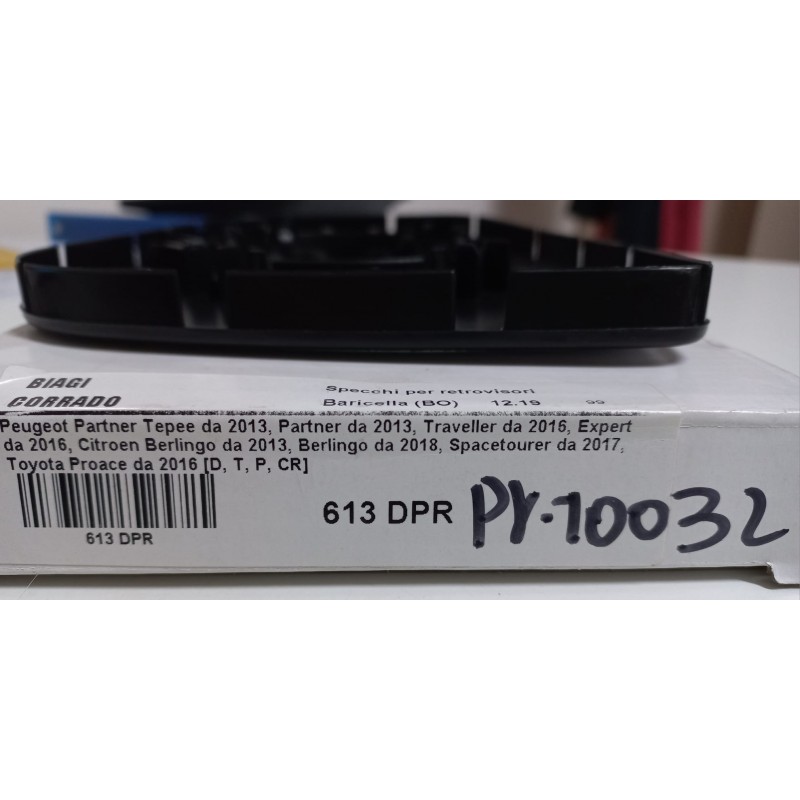 BIAGI
CORRADO
Specchi per retrovisori
Baricella (BO) 12.19 99
Peugeot Partner Tepee da 2013, Partner da 2013, Traveller da 2016, Expert
da 2016, Citroen Berlingo da 2013, Berlingo da 2018, Spacetourer da 2017,
Toyota Proace da 2016 [D, T, P, CR]
613 DPR
613 DPR PY-10032